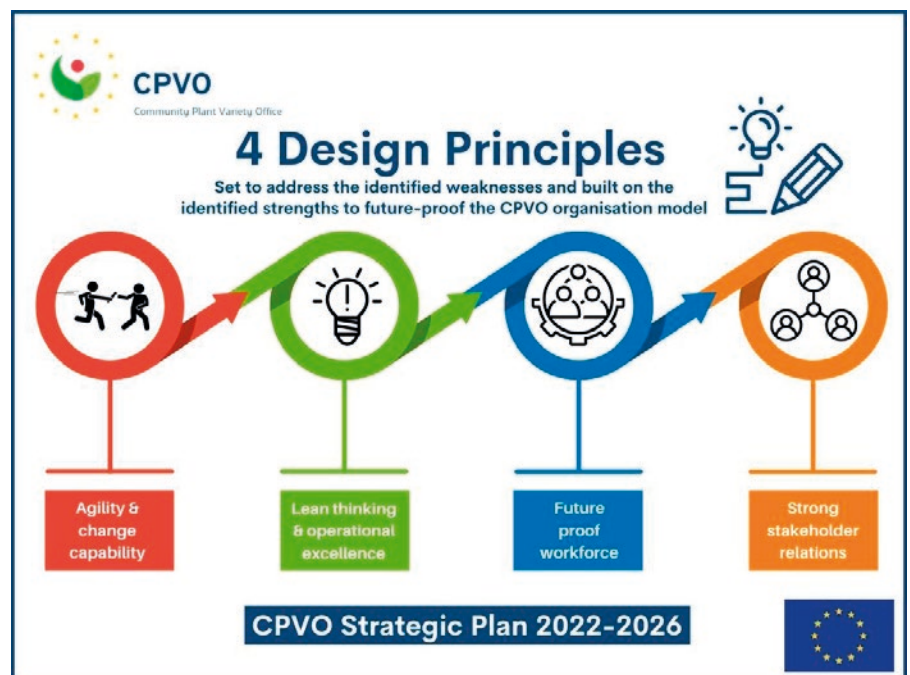 CPVO
Community Plant Variety Office
4 Design Principles
Set to address the identified weaknesses and built on the
identified strengths to future-proof the CPVO organisation model
Agility &
change
capability
Lean thinking
& operational
excellence
Future
proof
workforce
Strong
stakeholder
relations
CPVO Strategic Plan 2022-2026